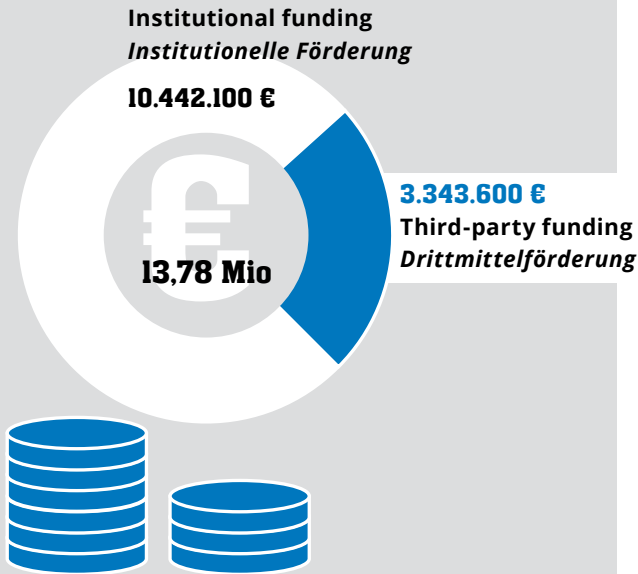 Institutional funding
Institutionelle Förderung
10.442.100 €
3.343.600 €
Third-party funding
Drittmittelförderung
€
13,78 Mio